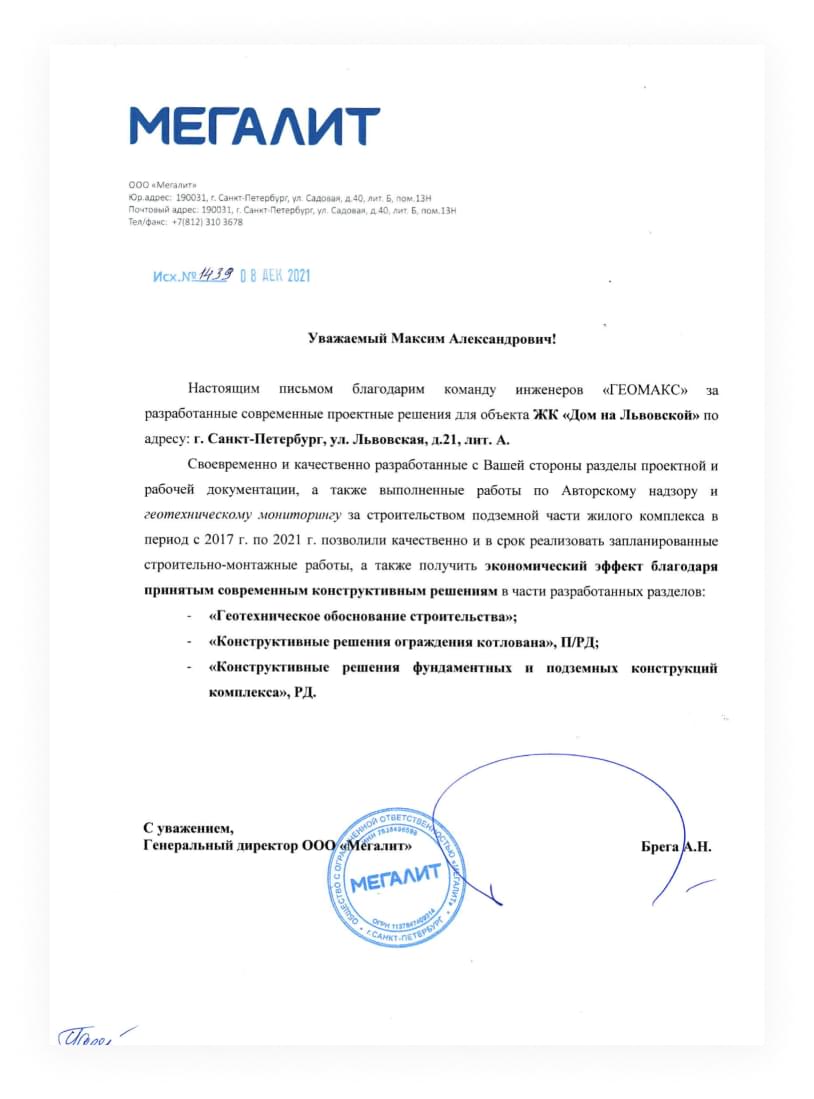 МЕГАЛИТ
ООО «Мегалит»
Юр.адрес: 190031, г. Санкт-Петербург, ул. Садовая, д.40, лит. Б, пом.13Н
Почтовый адрес: 190031, г. Санкт-Петербург, ул. Садовая, д.40, лит. Б, пом.13Н
Тел/факс: +7(812) 310 3678
Исх.№ 1439 08 ДЕК 2021
Уважаемый Максим Александрович!
Настоящим письмом благодарим команду инженеров «ГЕОМАКС» за
разработанные современные проектные решения для объекта ЖК «Дом на Львовской» по
адресу: г. Санкт-Петербург, ул. Львовская, д.21, лит. А.
Своевременно и качественно разработанные с Вашей стороны разделы проектной и
рабочей документации, а также выполненные работы по Авторскому надзору и
геотехническому мониторингу за строительством подземной части жилого комплекса в
период с 2017 г. по 2021 г. позволили качественно и в срок реализовать запланированные
строительно-монтажные работы, а также получить экономический эффект благодаря
принятым современным конструктивным решениям в части разработанных разделов:
- «Геотехническое обоснование строительства»;
- «Конструктивные решения ограждения котлована», П/РД;
- «Конструктивные решения фундаментных и подземных конструкций
комплекса», РД.
С уважением,
Генеральный директор ООО «Мегалит»
Брега А.Н.
ОБЩЕСТВО С ОГРАНИЧЕННОЙ ОТВЕТСТВЕННОСТЬЮ «МЕГАЛИТ»
ИНН
МЕГАЛИТ
ОГРН
г.САНКТ-ПЕТЕРБУРГ